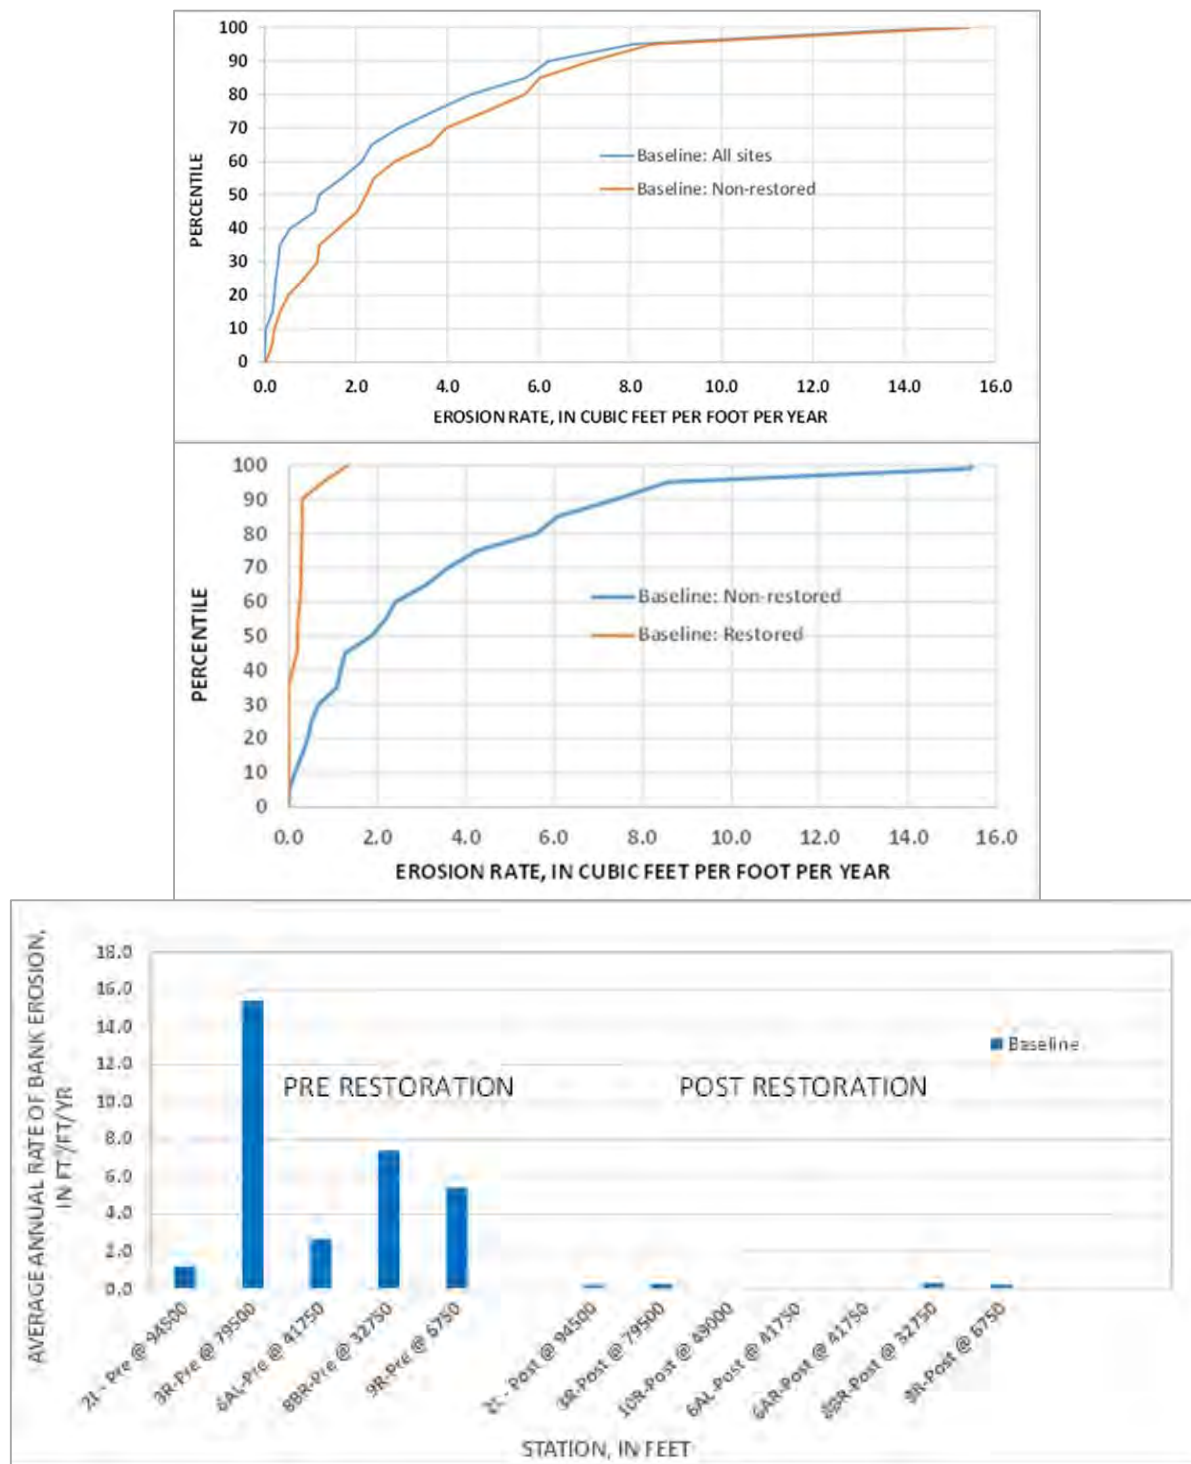 100
90
80
70
60
50
40
30
20
10
0
PERCENTILE
Baseline: All sites
Baseline: Non-restored
0.0 2.0 4.0 6.0 8.0 10.0 12.0 14.0 16.0
EROSION RATE, IN CUBIC FEET PER FOOT PER YEAR
100
90
80
70
60
50
40
30
20
10
0
PERCENTILE
Baseline: Non-restored
Baseline: Restored
0.0 2.0 4.0 6.0 8.0 10.0 12.0 14.0 16.0
EROSION RATE, IN CUBIC FEET PER FOOT PER YEAR
AVERAGE ANNUAL RATE OF BANK EROSION,
IN FT³/FT/YR
18.0
16.0
14.0
12.0
10.0
8.0
6.0
4.0
2.0
0.0
Baseline
PRE RESTORATION
POST RESTORATION
2L- Pre @ 94500
3R-Pre @ 79500
6AL-Pre @ 41750
8BR-Pre @ 32750
9R-Pre @ 6750
2L - Post @ 94500
3R-Post @ 79500
10R-Post @ 49000
6AL-Post @ 41750
6AR-Post @ 41750
8BR-Post @ 32750
9R-Post @ 6750
STATION, IN FEET